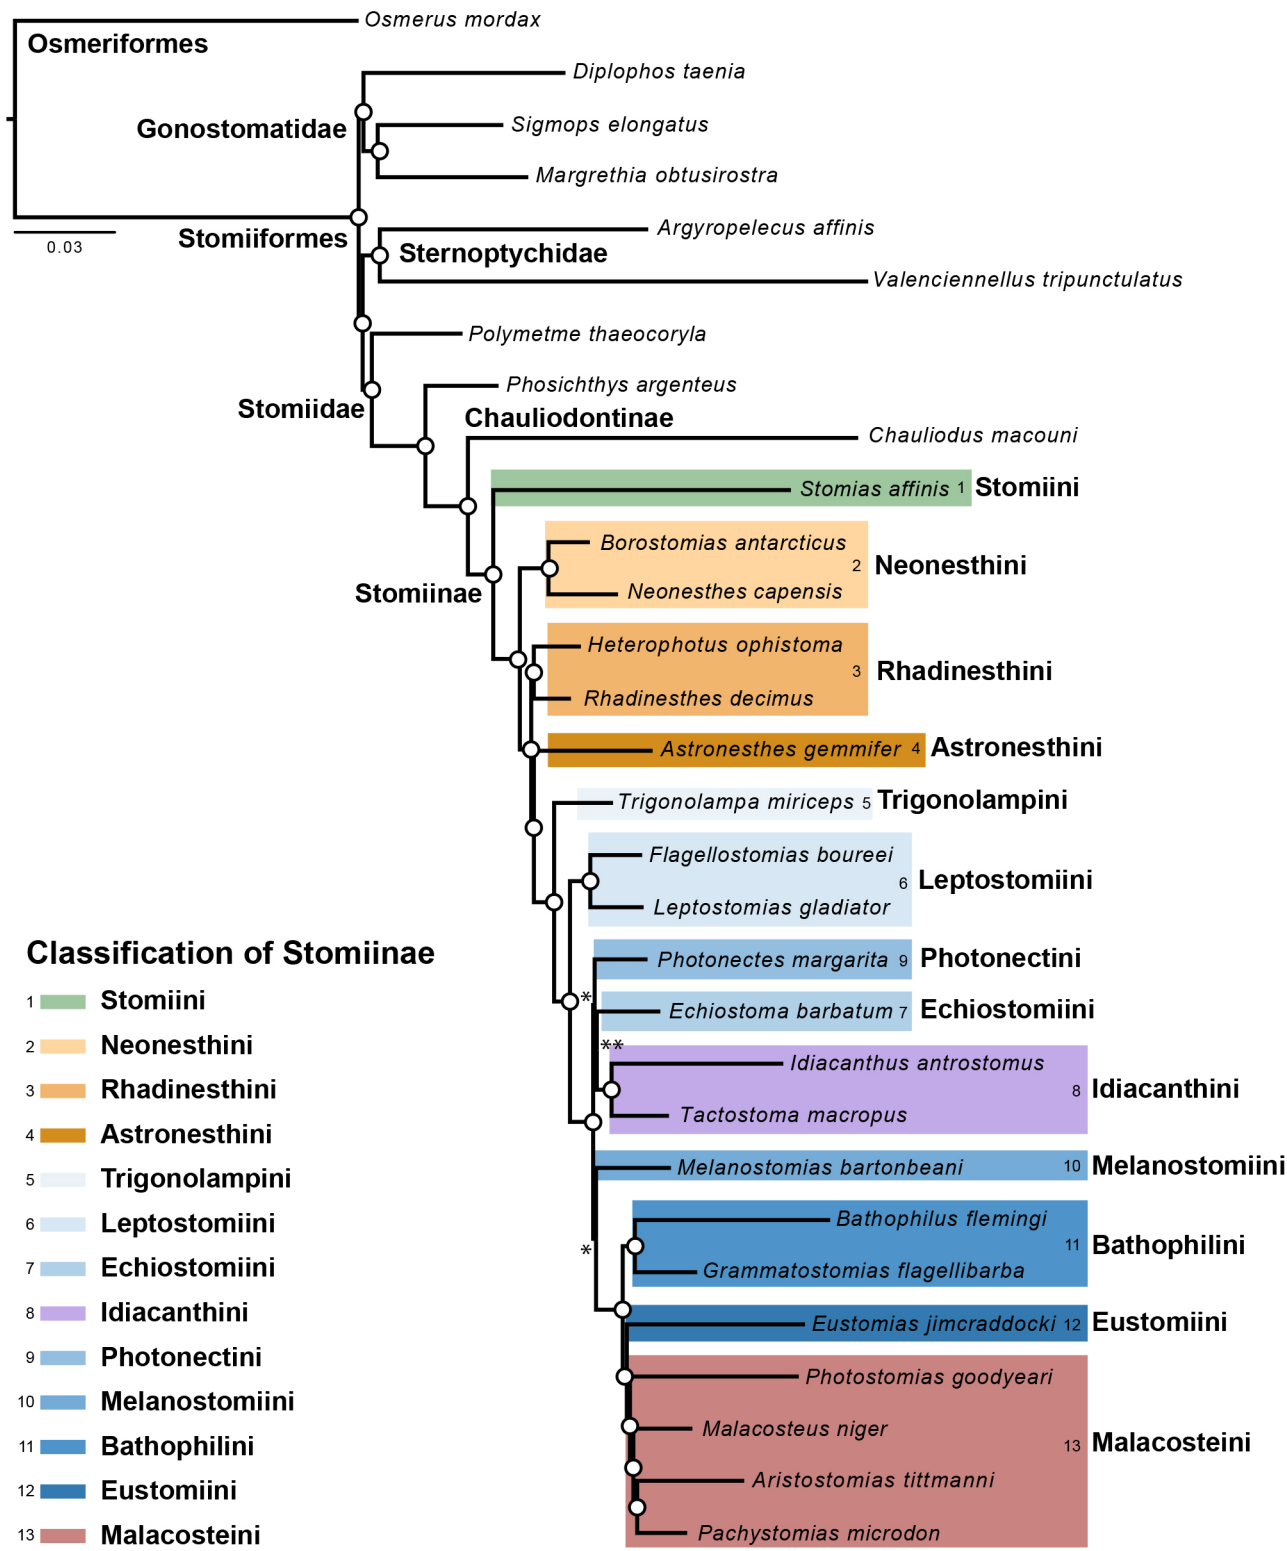 Osmerus mordax
Osmeriformes
Diplophos taenia
Gonostomatidae
Sigmops elongatus
Margrethia obtusirostra
Stomiiformes
0.03
Argyropelecus affinis
Sternoptychidae
Valenciennellus tripunctulatus
Polymetme thaeocoryla
Phosichthys argenteus
Stomiidae
Chauliodontinae
Chauliodus macouni
Stomias affinis 1 Stomiini
Stomiinae
Borostomias antarcticus
2 Neonesthini
Neonesthes capensis
Heterophotus ophistoma
3 Rhadinesthini
Rhadinesthes decimus
Astronesthes gemmifer 4 Astronesthini
Trigonolampa miriceps 5 Trigonolampini
Flagellostomias boureei
6 Leptostomiini
Leptostomias gladiator
Photonectes margarita 9 Photonectini
*
Echiostoma barbatum 7 Echiostomiini
**
Idiacanthus antrostomus
8 Idiacanthini
Tactostoma macropus
Melanostomias bartonbeani 10 Melanostomiini
Bathophilus flemingi
*
11 Bathophilini
Grammatostomias flagellibarba
Eustomias jimcraddocki 12 Eustomiini
Photostomias goodyeari
Malacosteus niger
13 Malacosteini
Aristostomias tittmanni
Pachystomias microdon
Classification of Stomiinae
1 Stomiini
2 Neonesthini
3 Rhadinesthini
4 Astronesthini
5 Trigonolampini
6 Leptostomiini
7 Echiostomiini
8 Idiacanthini
9 Photonectini
10 Melanostomiini
11 Bathophilini
12 Eustomiini
13 Malacosteini